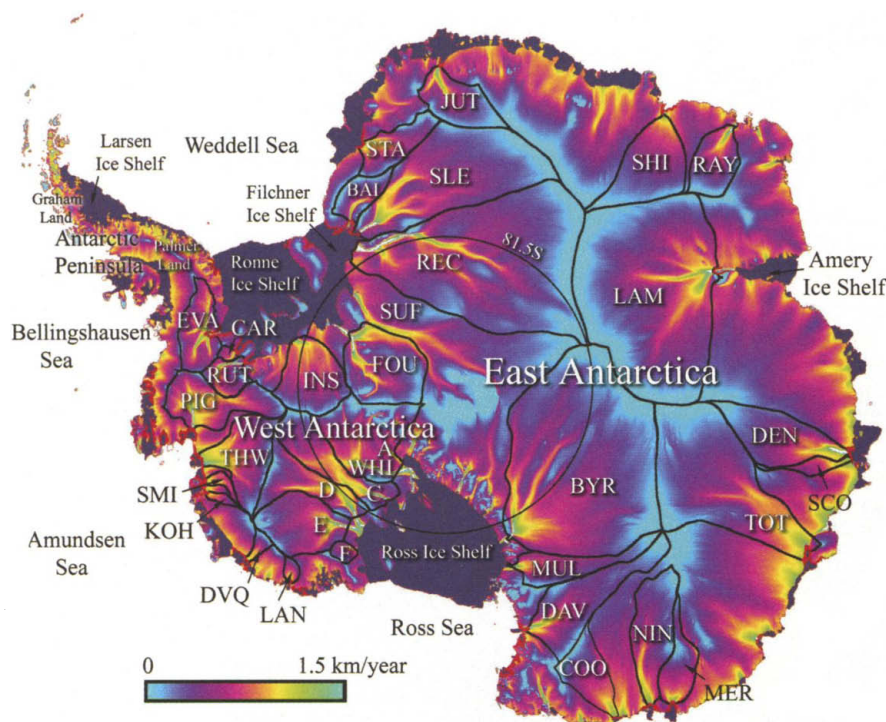 JUT
Larsen
Ice Shelf
Weddell Sea
STA
SHI
RAY
BAI
SLE
Graham
Land
Filchner
Ice Shelf
81.5S
Antarctic
Peninsula
Palmer
Land
Ronne
Ice Shelf
REC
Amery
Ice Shelf
LAM
Bellingshausen
Sea
EVA
CAR
SUF
RUT
INS
FOU
East Antarctica
PIG
West Antarctica
DEN
THW
A
WHI
SMI
D
C
BYR
SCO
KOH
E
TOT
Amundsen
Sea
F
Ross Ice Shelf
MUL
DVQ
LAN
DAV
Ross Sea
NIN
COO
MER
0
1.5 km/year